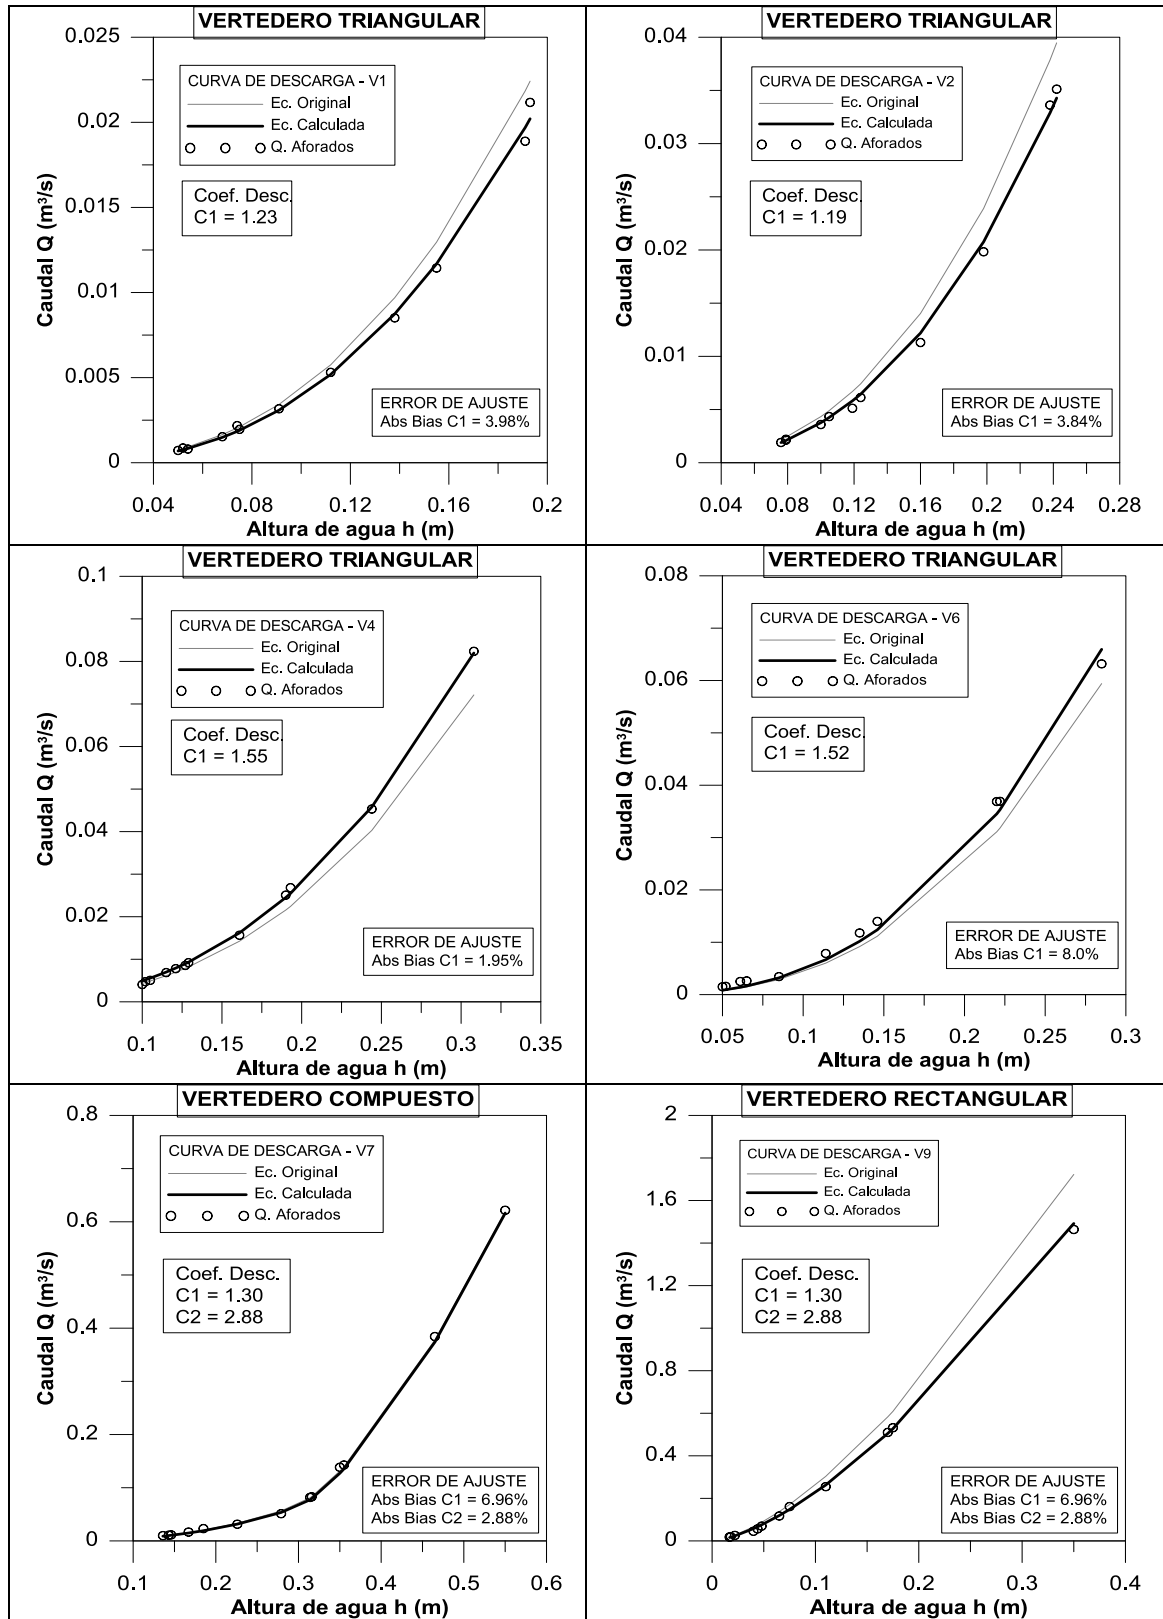 VERTEDERO TRIANGULAR
CURVA DE DESCARGA - V1
Ec. Original
Ec. Calculada
Q. Aforados
Coef. Desc.
C1 = 1.23
ERROR DE AJUSTE
Abs Bias C1 = 3.98%
Caudal Q (m³/s)
0.025
0.02
0.015
0.01
0.005
0
0.04
0.08
0.12
0.16
0.2
Altura de agua h (m)
VERTEDERO TRIANGULAR
CURVA DE DESCARGA - V2
Ec. Original
Ec. Calculada
Q. Aforados
Coef. Desc.
C1 = 1.19
ERROR DE AJUSTE
Abs Bias C1 = 3.84%
Caudal Q (m³/s)
0.04
0.03
0.02
0.01
0
0.04
0.08
0.12
0.16
0.2
0.24
0.28
Altura de agua h (m)
VERTEDERO TRIANGULAR
CURVA DE DESCARGA - V4
Ec. Original
Ec. Calculada
Q. Aforados
Coef. Desc.
C1 = 1.55
ERROR DE AJUSTE
Abs Bias C1 = 1.95%
Caudal Q (m³/s)
0.1
0.08
0.06
0.04
0.02
0
0.1
0.15
0.2
0.25
0.3
0.35
Altura de agua h (m)
VERTEDERO TRIANGULAR
CURVA DE DESCARGA - V6
Ec. Original
Ec. Calculada
Q. Aforados
Coef. Desc.
C1 = 1.52
ERROR DE AJUSTE
Abs Bias C1 = 8.0%
Caudal Q (m³/s)
0.08
0.06
0.04
0.02
0
0.05
0.1
0.15
0.2
0.25
0.3
Altura de agua h (m)
VERTEDERO COMPUESTO
CURVA DE DESCARGA - V7
Ec. Original
Ec. Calculada
Q. Aforados
Coef. Desc.
C1 = 1.30
C2 = 2.88
ERROR DE AJUSTE
Abs Bias C1 = 6.96%
Abs Bias C2 = 2.88%
Caudal Q (m³/s)
0.8
0.6
0.4
0.2
0
0.1
0.2
0.3
0.4
0.5
0.6
Altura de agua h (m)
VERTEDERO RECTANGULAR
CURVA DE DESCARGA - V9
Ec. Original
Ec. Calculada
Q. Aforados
Coef. Desc.
C1 = 1.30
C2 = 2.88
ERROR DE AJUSTE
Abs Bias C1 = 6.96%
Abs Bias C2 = 2.88%
Caudal Q (m³/s)
2
1.6
1.2
0.8
0.4
0
0
0.1
0.2
0.3
0.4
Altura de agua h (m)